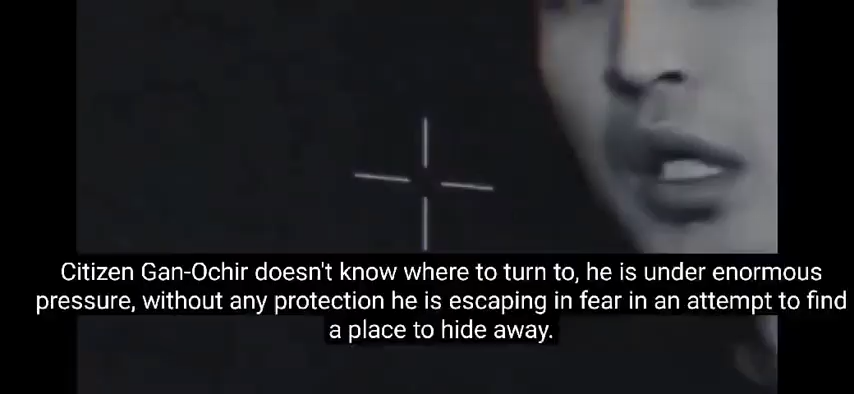 Citizen Gan-Ochir doesn't know where to turn to, he is under enormous
pressure, without any protection he is escaping in fear in an attempt to find
a place to hide away.